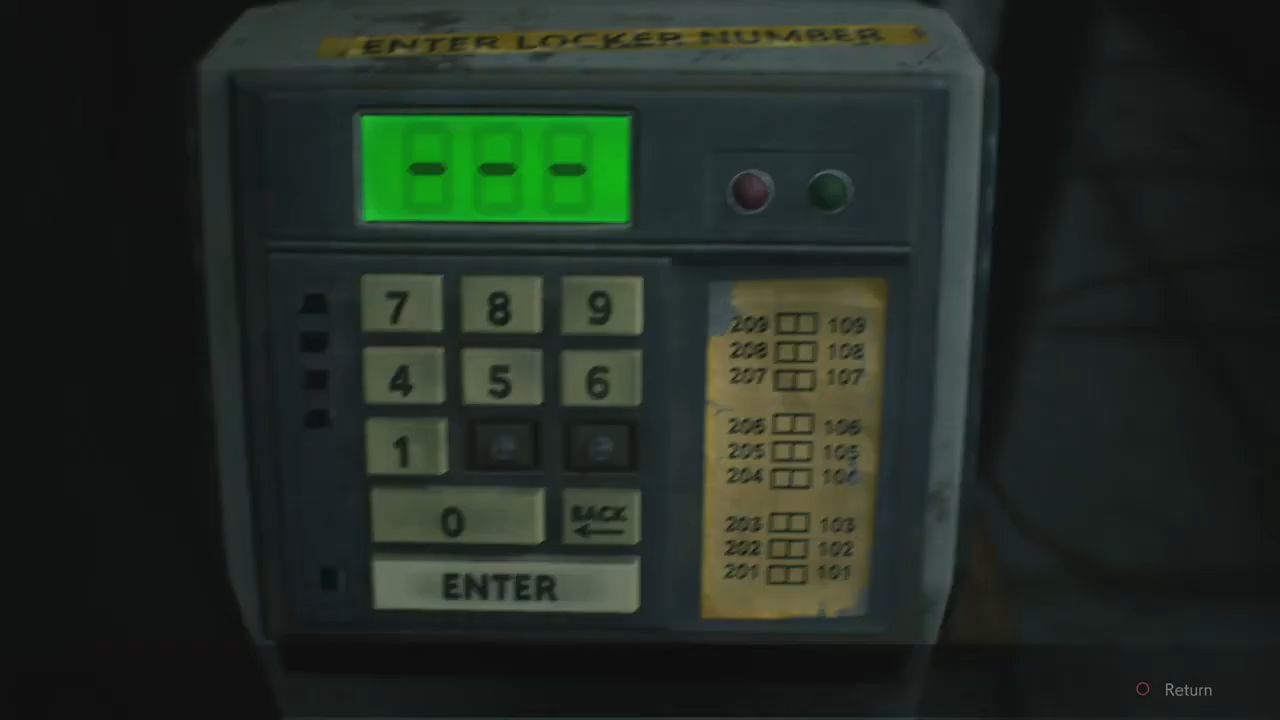 ENTER LOCKER NUMBER
- - -
7 8 9
4 5 6
1
0 BACK
ENTER
209 109
208 108
207 107
206 106
205 105
204 104
203 103
202 102
201 101
Return